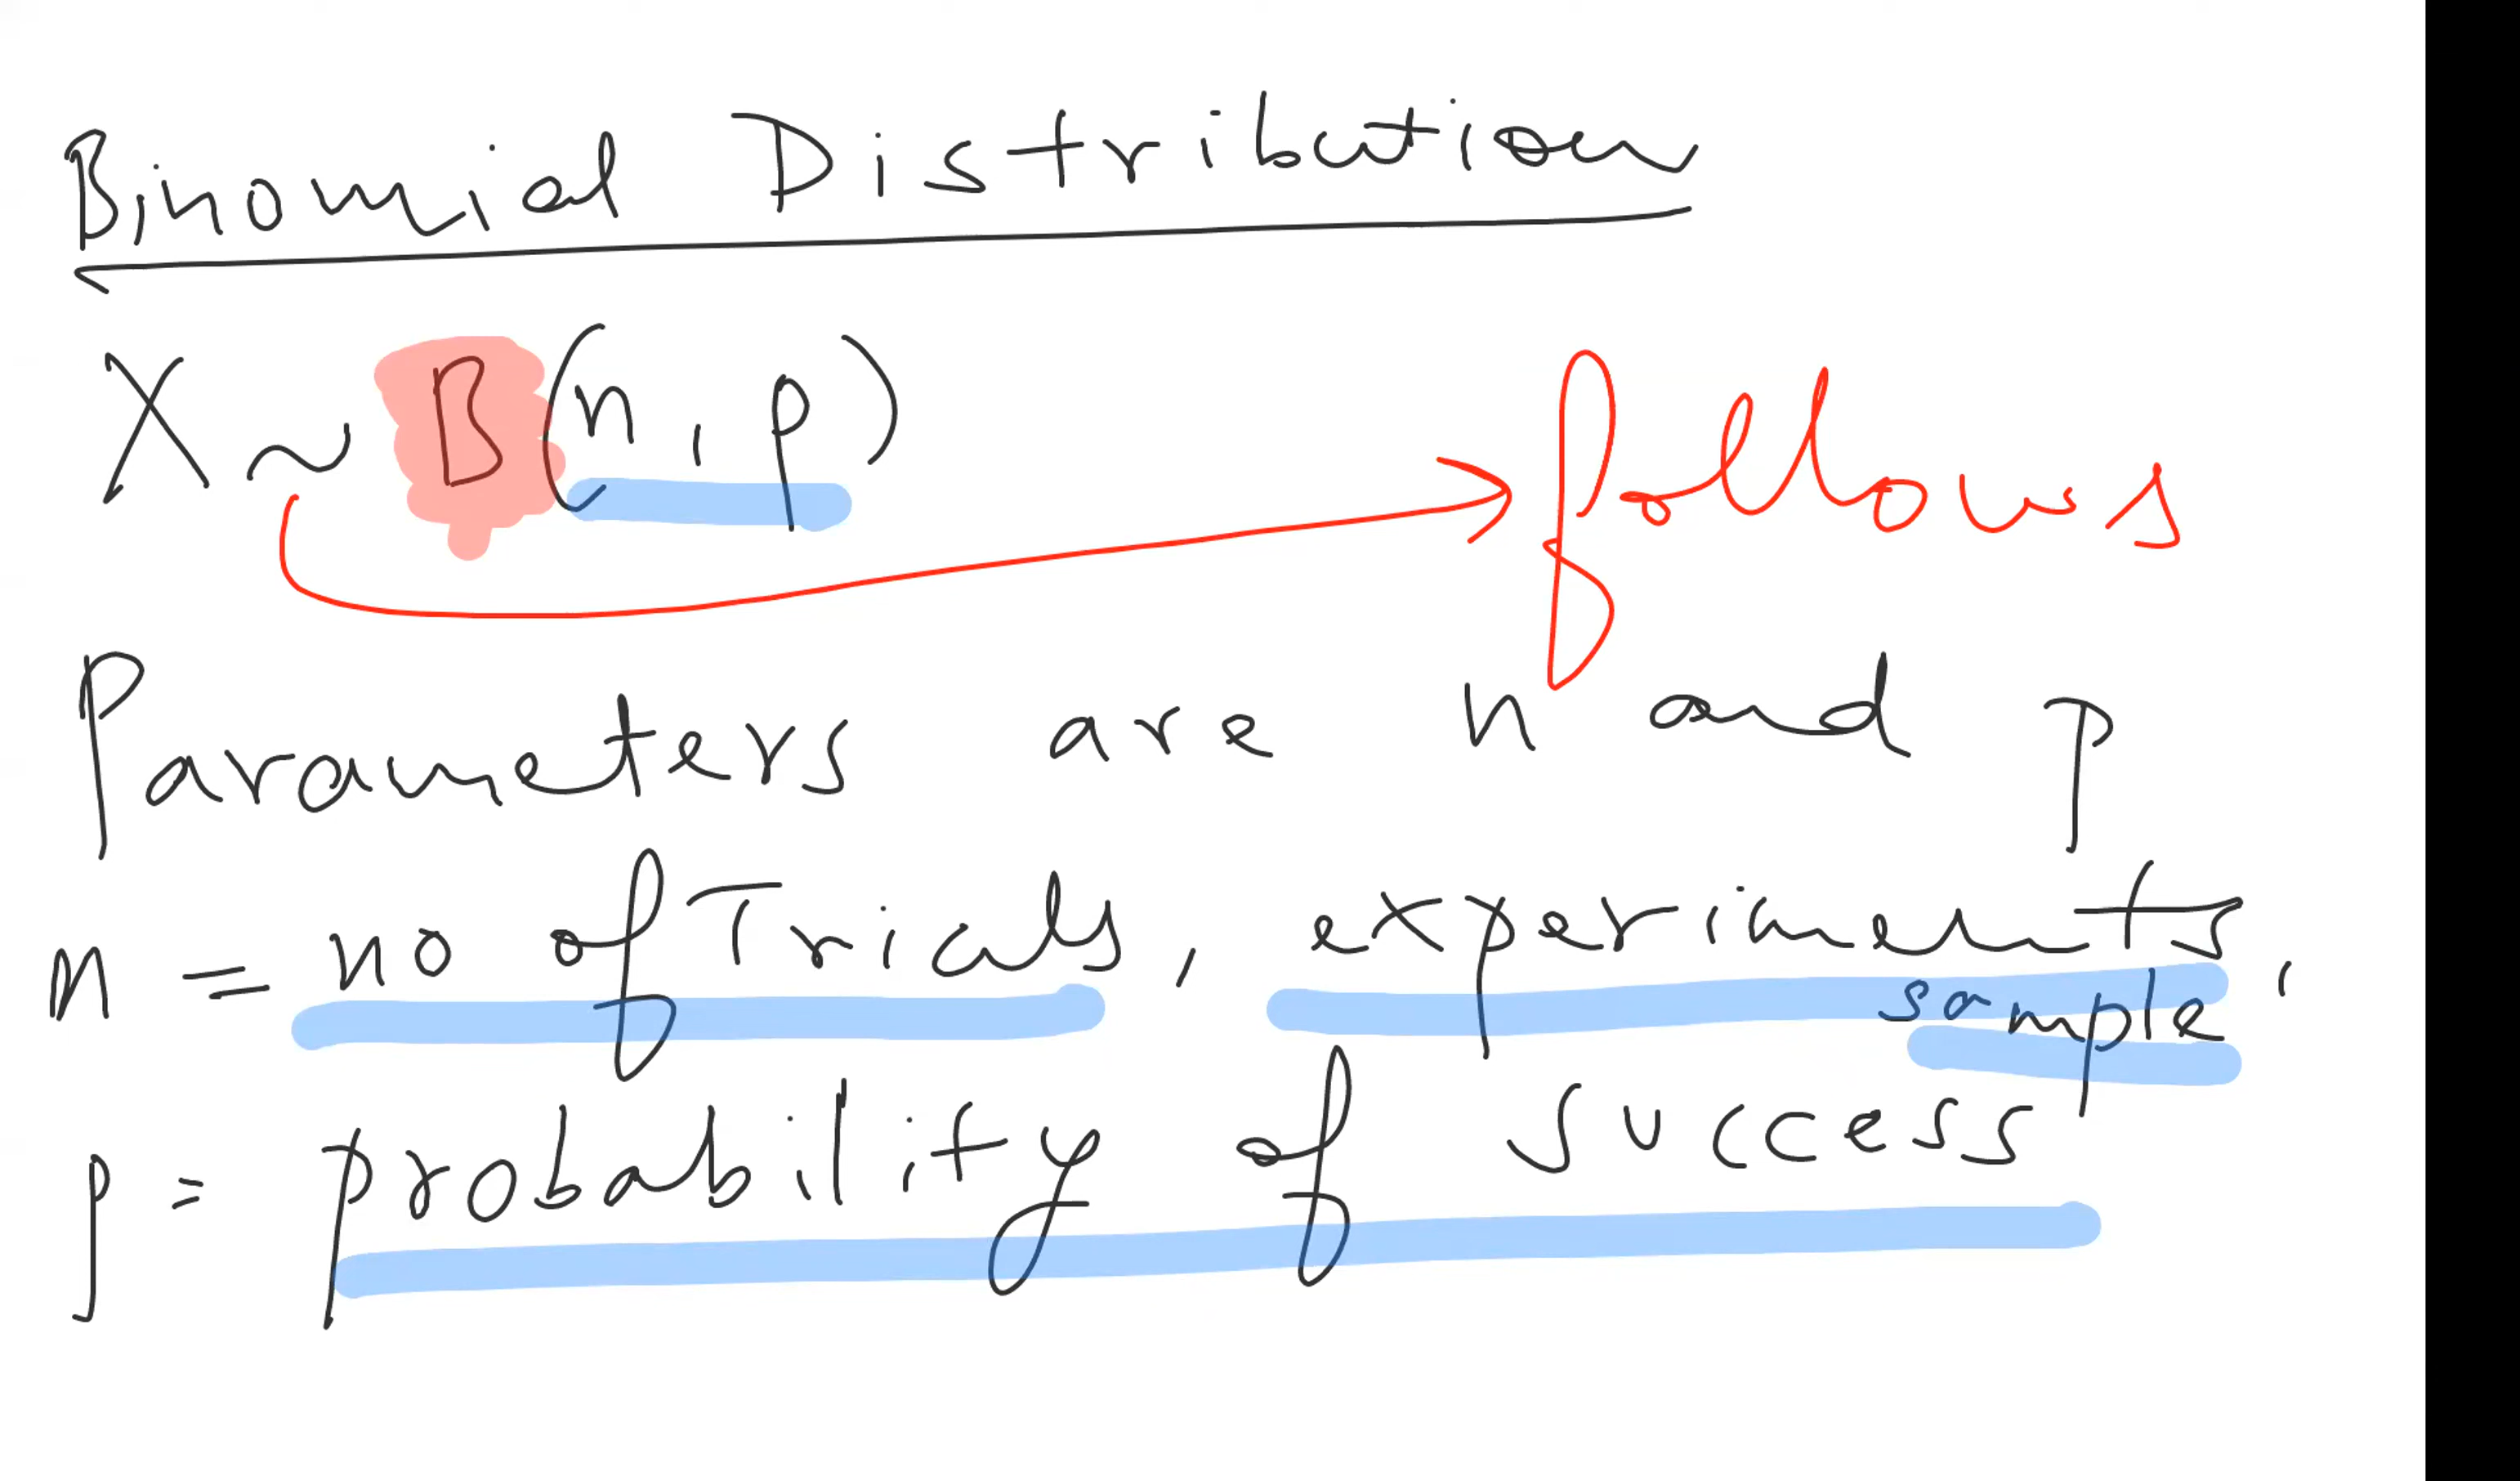 Binomial Distribution
X ~ B (n, p)
follows
Parameters are n and p
n = no of Trials, experiments,
sample
p = probability of success